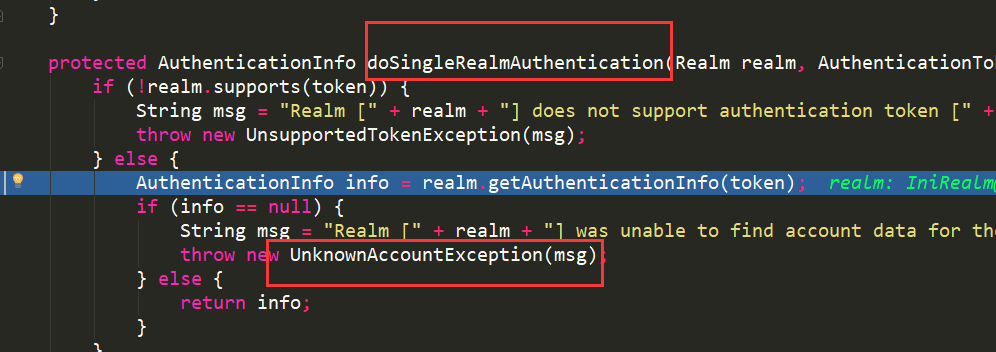 }
protected AuthenticationInfo doSingleRealmAuthentication(Realm realm, AuthenticationTo
if (!realm.supports(token)) {
String msg = "Realm [" + realm + "] does not support authentication token [" +
throw new UnsupportedTokenException(msg);
} else {
AuthenticationInfo info = realm.getAuthenticationInfo(token); realm: IniRealm@
if (info == null) {
String msg = "Realm [" + realm + "] was unable to find account data for the
throw new UnknownAccountException(msg);
} else {
return info;
}
}